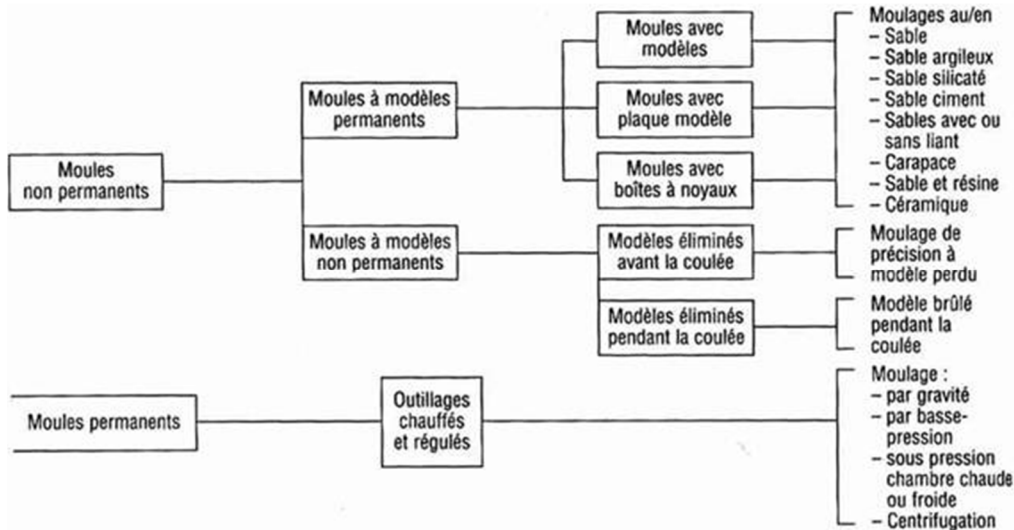 Moules
non permanents
Moules à modèles
permanents
Moules avec
modèles
Moules avec
plaque modèle
Moules avec
boîtes à noyaux
Moulages au/en
– Sable
– Sable argileux
– Sable silicaté
– Sable ciment
– Sables avec ou
sans liant
– Carapace
– Sable et résine
– Céramique
Moules à modèles
non permanents
Modèles éliminés
avant la coulée
Moulage de
précision à
modèle perdu
Modèles éliminés
pendant la coulée
Modèle brûlé
pendant la
coulée
Moules permanents
Outillages
chauffés
et régulés
Moulage :
– par gravité
– par basse-
pression
– sous pression
chambre chaude
ou froide
– Centrifugation